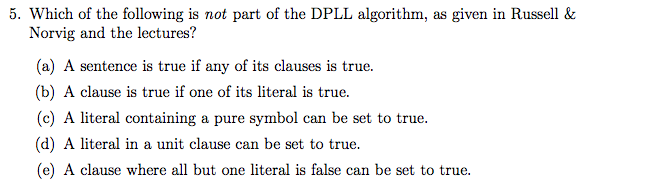 5. Which of the following is not part of the DPLL algorithm, as given in Russell &
Norvig and the lectures?
(a) A sentence is true if any of its clauses is true.
(b) A clause is true if one of its literal is true.
(c) A literal containing a pure symbol can be set to true.
(d) A literal in a unit clause can be set to true.
(e) A clause where all but one literal is false can be set to true.